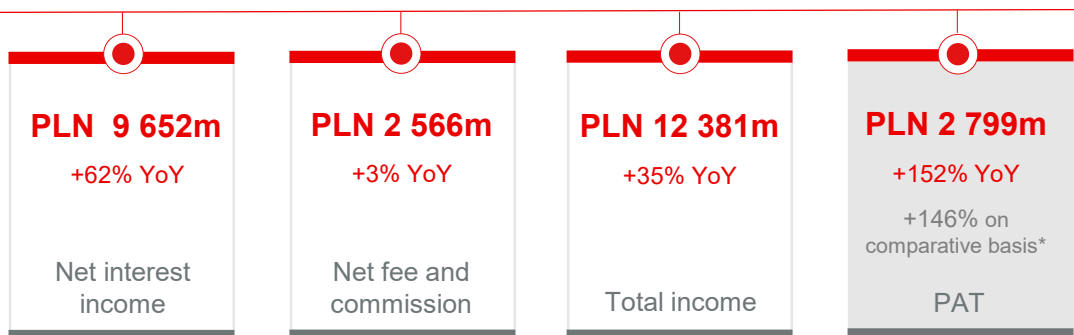 PLN 9 652m
+62% YoY
Net interest
income
PLN 2 566m
+3% YoY
Net fee and
commission
PLN 12 381m
+35% YoY
Total income
PLN 2 799m
+152% YoY
+146% on
comparative basis*
PAT